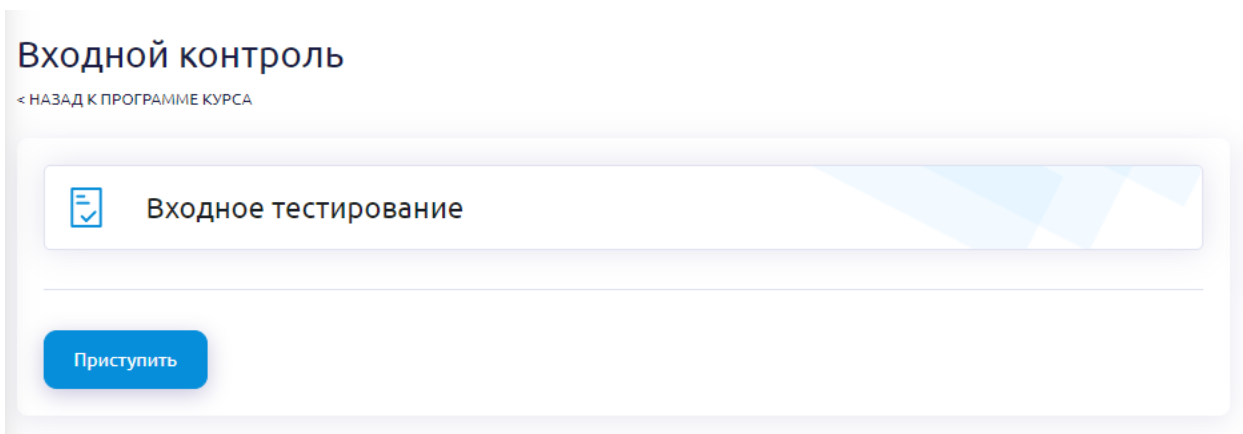 Входной контроль
< НАЗАД К ПРОГРАММЕ КУРСА
Входное тестирование
Приступить